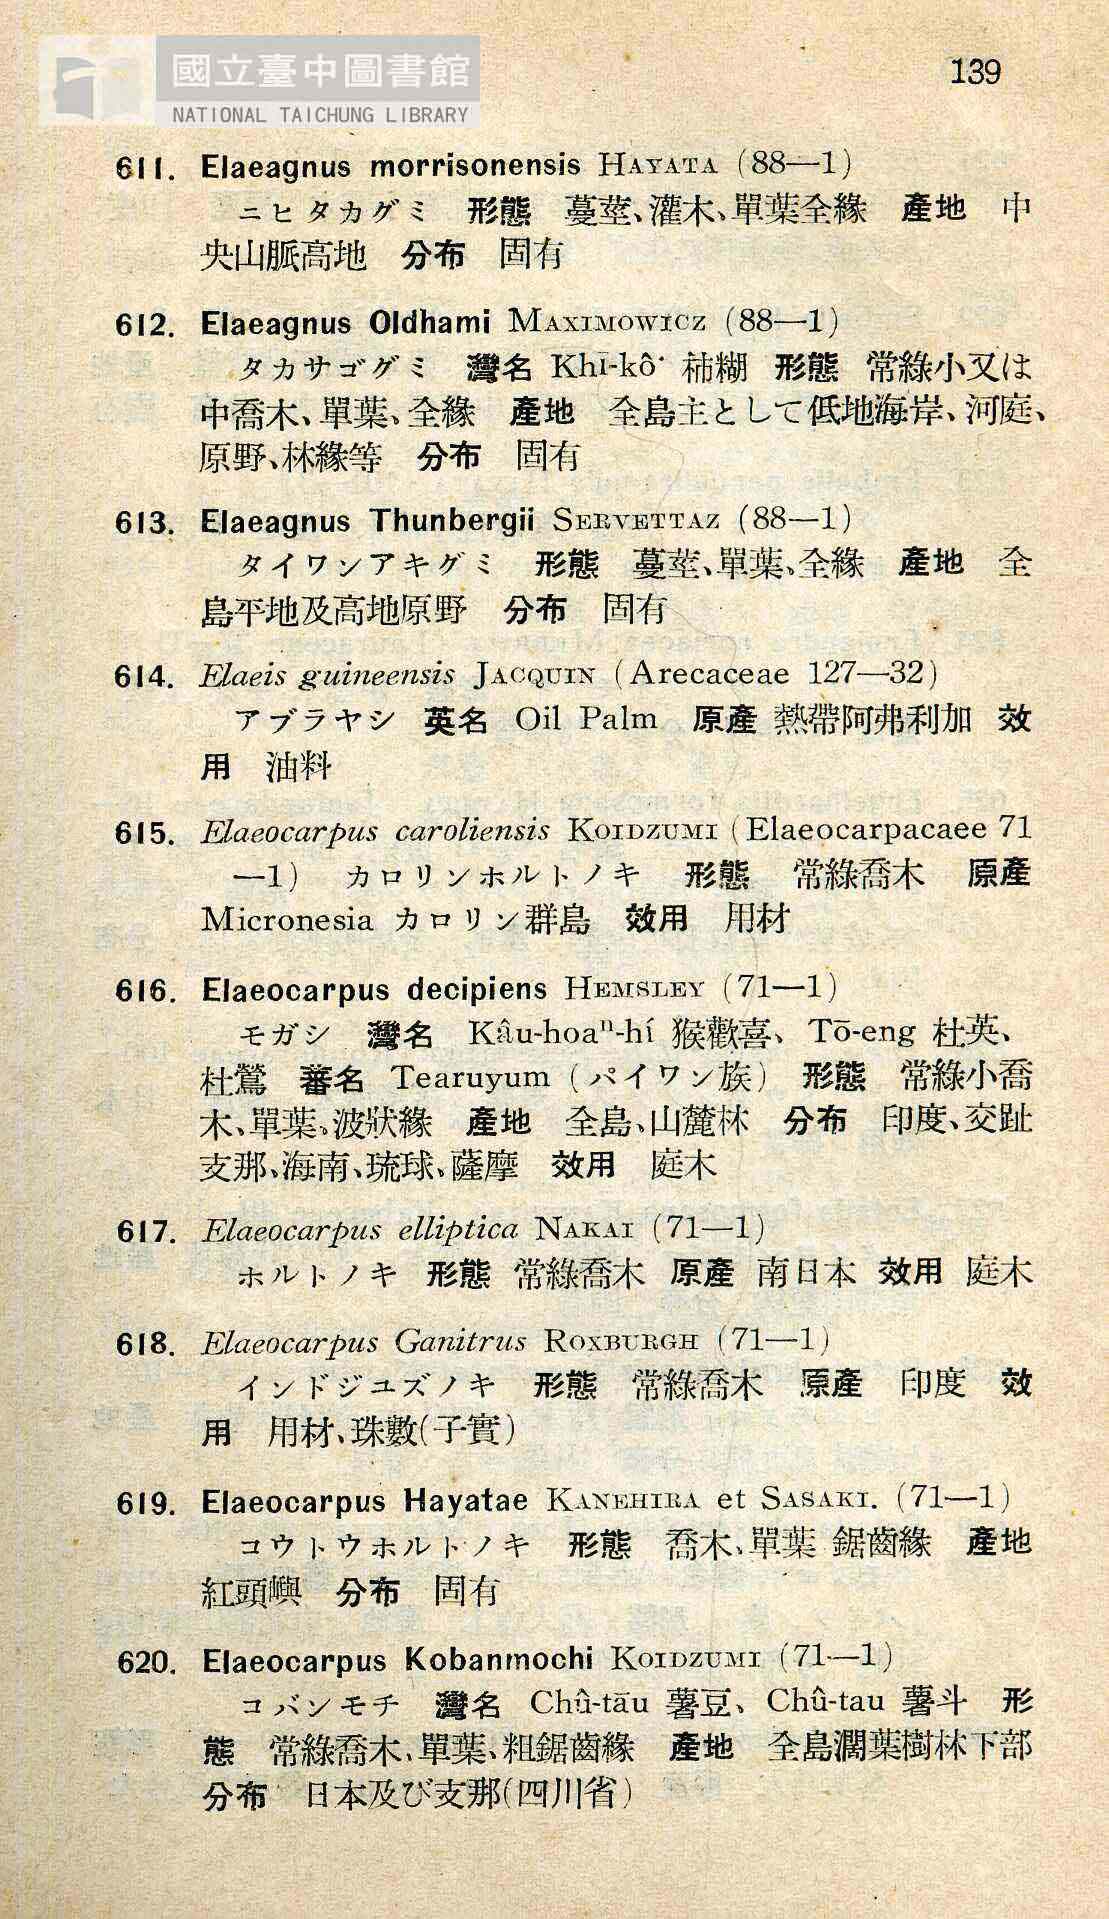 國立臺中圖書館
NATIONAL TAICHUNG LIBRARY
139
611. Elaeagnus morrisonensis HAYATA (88—1)
ニヒタカグミ 形態 蔓莖、灌木、單葉全緣 產地 中
央山脈高地 分布 固有
612. Elaeagnus Oldhami MAXIMOWICZ (88—1)
タカサゴグミ 灣名 Khī-kô͘ 柿糊 形態 常綠小又は
中喬木、單葉、全緣 產地 全島主として低地海岸、河庭、
原野、林緣等 分布 固有
613. Elaeagnus Thunbergii SERVETTAZ (88—1)
タイワンアキグミ 形態 蔓莖、單葉、全緣 產地 全
島平地及高地原野 分布 固有
614. Elaeis guineensis JACQUIN (Arecaceae 127—32)
アブラヤシ 英名 Oil Palm 原產 熱帶阿弗利加 效
用 油料
615. Elaeocarpus caroliensis KOIDZUMI (Elaeocarpacaee 71
—1) カロリンホルトノキ 形態 常綠喬木 原產
Micronesia カロリン群島 效用 用材
616. Elaeocarpus decipiens HEMSLEY (71—1)
モガシ 灣名 Kâu-hoaⁿ-hí 猴歡喜、 Tō-eng 杜英、
杜鶯 蕃名 Tearuyum (パイワン族) 形態 常綠小喬
木、單葉、波狀緣 產地 全島、山麓林 分布 印度、交趾
支那、海南、琉球、薩摩 效用 庭木
617. Elaeocarpus elliptica NAKAI (71—1)
ホルトノキ 形態 常綠喬木 原產 南日本 效用 庭木
618. Elaeocarpus Ganitrus ROXBURGH (71—1)
インドジユズノキ 形態 常綠喬木 原產 印度 效
用 用材、珠數(子實)
619. Elaeocarpus Hayatae KANEHIRA et SASAKI. (71—1)
コウトウホルトノキ 形態 喬木、單葉 鋸齒緣 產地
紅頭嶼 分布 固有
620. Elaeocarpus Kobanmochi KOIDZUMI (71—1)
コバンモチ 灣名 Chû-tāu 薯豆、 Chû-tau 薯斗 形
態 常綠喬木、單葉、粗鋸齒緣 產地 全島濶葉樹林下部
分布 日本及び支那(四川省)